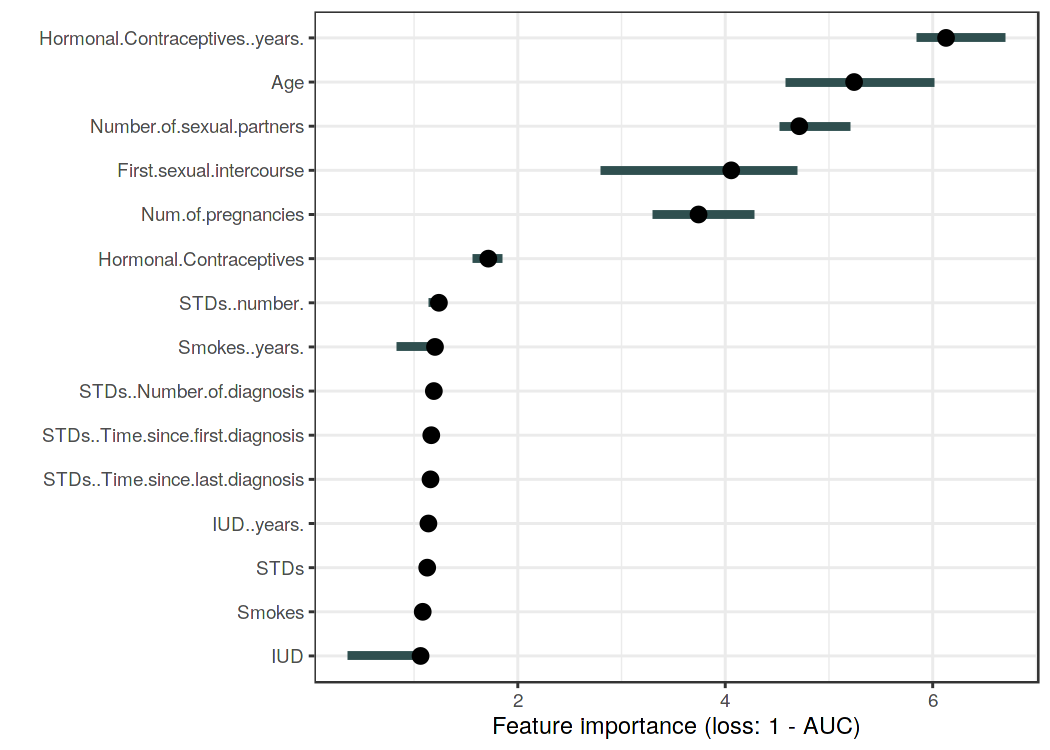 Hormonal.Contraceptives..years.
Age
Number.of.sexual.partners
First.sexual.intercourse
Num.of.pregnancies
Hormonal.Contraceptives
STDs..number.
Smokes..years.
STDs..Number.of.diagnosis
STDs..Time.since.first.diagnosis
STDs..Time.since.last.diagnosis
IUD..years.
STDs
Smokes
IUD
2 4 6
Feature importance (loss: 1 - AUC)